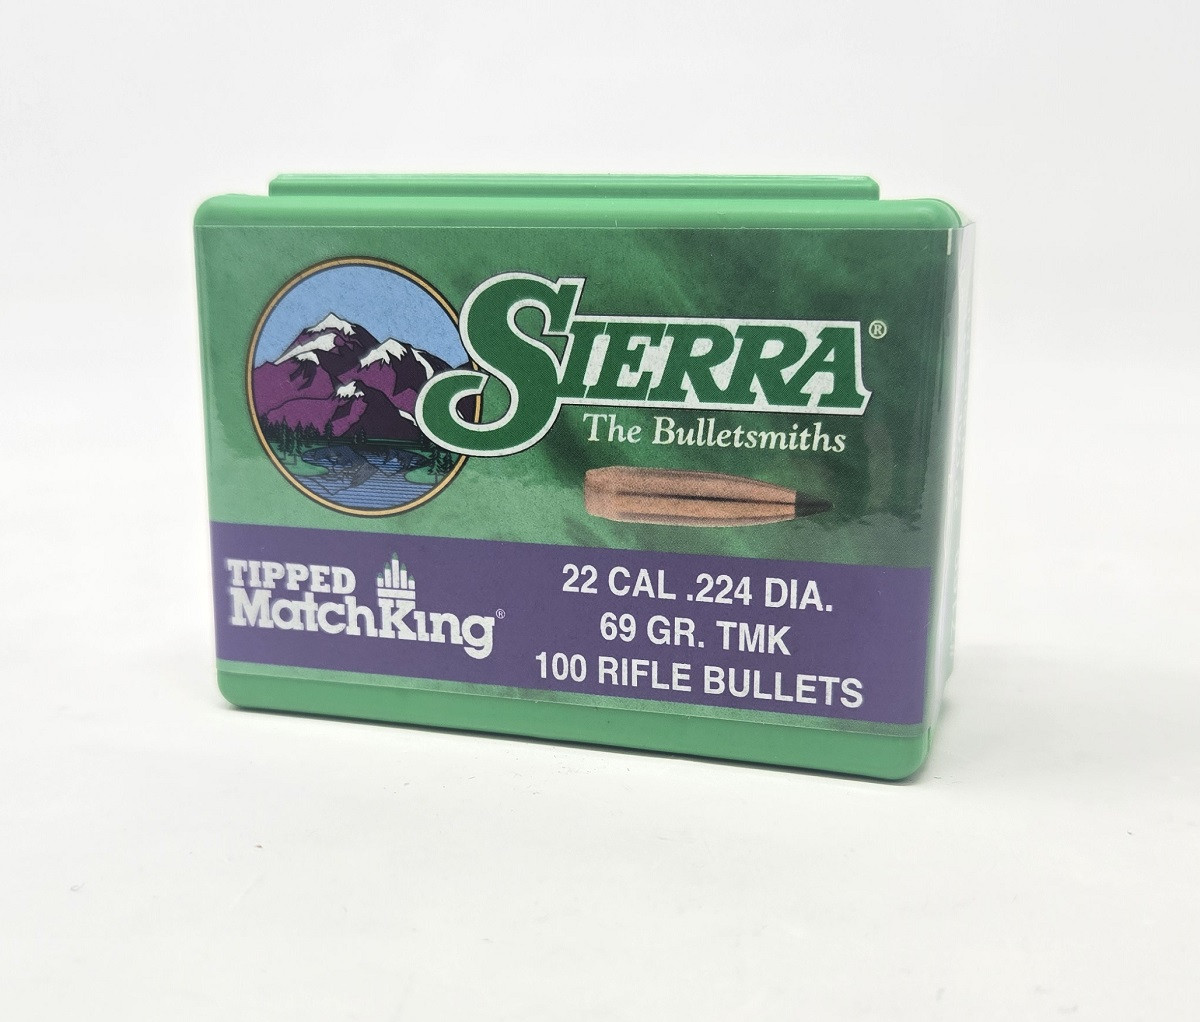 SIERRA®
The Bulletsmiths
TIPPED
MatchKing®
22 CAL .224 DIA.
69 GR. TMK
100 RIFLE BULLETS